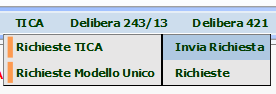 TICA Delibera 243/13 Delibera 421
Richieste TICA Invia Richiesta
Richieste Modello Unico Richieste